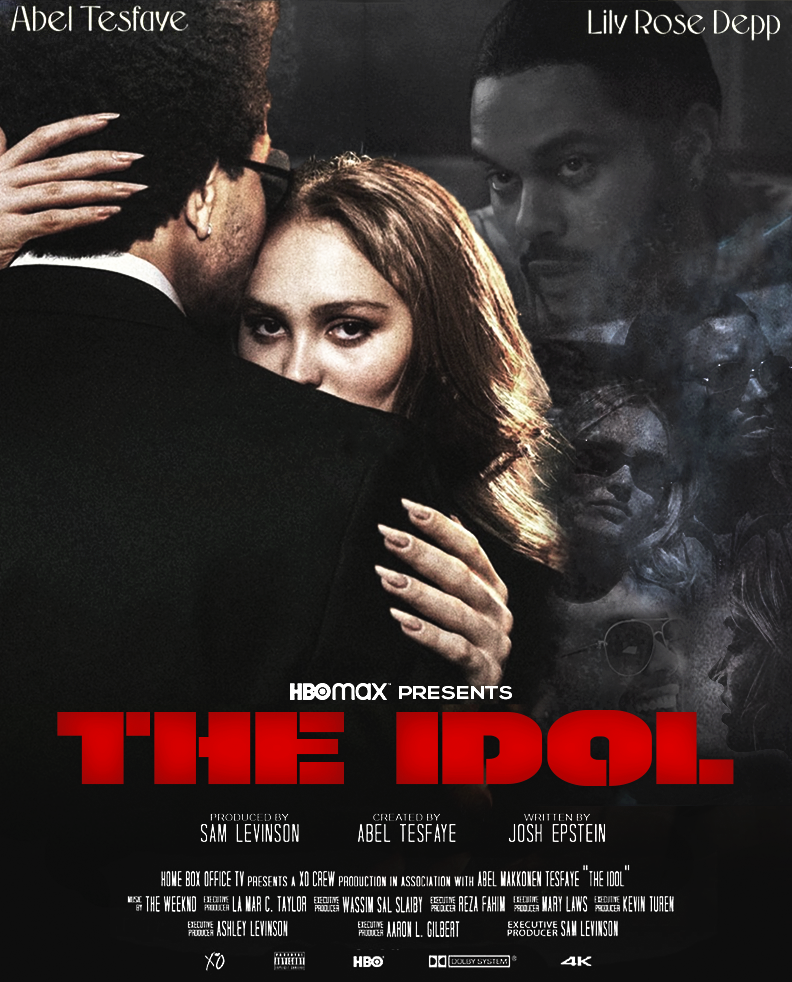 Abel Tesfaye
Lily Rose Depp
HBOMAX™ PRESENTS
THE IDOL
PRODUCED BY CREATED BY WRITTEN BY
SAM LEVINSON ABEL TESFAYE JOSH EPSTEIN
HOME BOX OFFICE TV PRESENTS A XO CREW PRODUCTION IN ASSOCIATION WITH ABEL MAKKONEN TESFAYE "THE IDOL"
MUSIC BY THE WEEKND EXECUTIVE PRODUCER LA MAR C. TAYLOR EXECUTIVE PRODUCER WASSIM SAL SLAIBY EXECUTIVE PRODUCER REZA FAHIM EXECUTIVE PRODUCER MARY LAWS EXECUTIVE PRODUCER KEVIN TUREN
EXECUTIVE PRODUCER ASHLEY LEVINSON EXECUTIVE PRODUCER AARON L. GILBERT EXECUTIVE PRODUCER SAM LEVINSON
XO HBO DOLBY SYSTEM® 4K